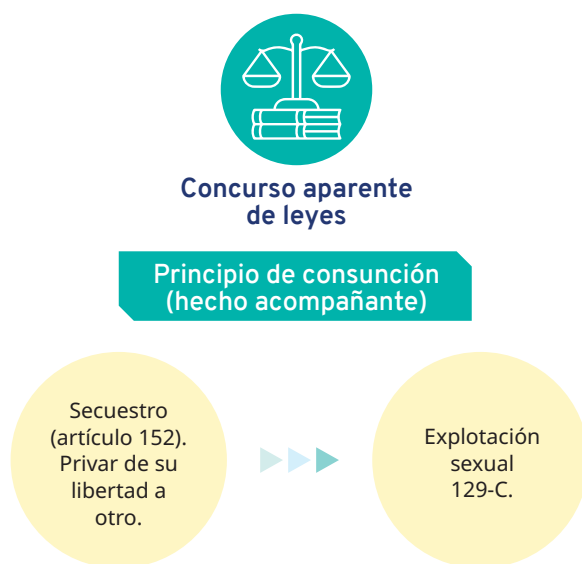 Concurso aparente
de leyes
Principio de consunción
(hecho acompañante)
Secuestro
(artículo 152).
Privar de su
libertad a
otro.
Explotación
sexual
129-C.